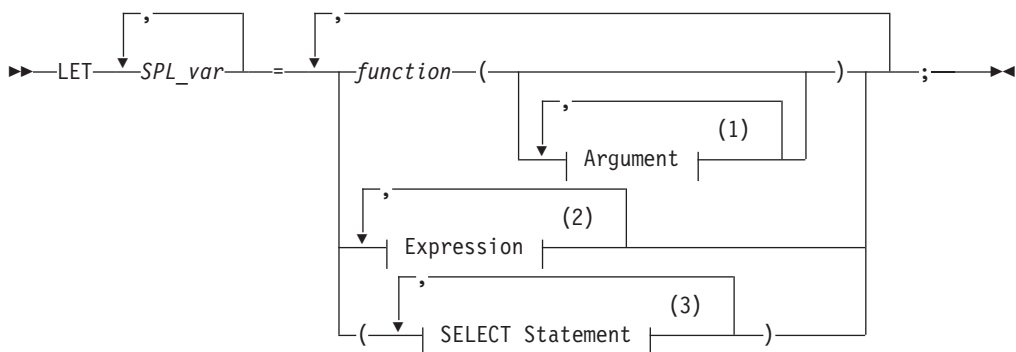 , ,
LET SPL_var = function ( ) ;
,
(1)
Argument
,
(2)
Expression
,
(3)
( SELECT Statement )